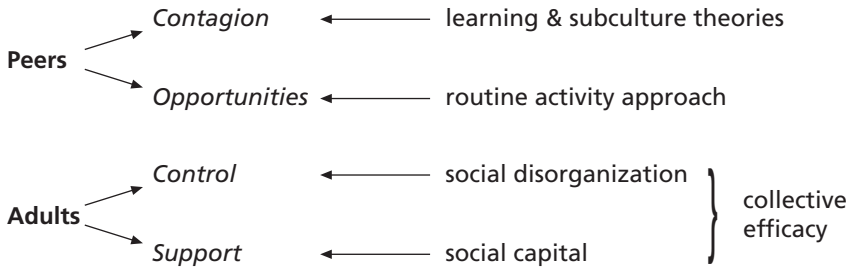 Contagion
learning & subculture theories
Peers
Opportunities
routine activity approach
Control
social disorganization
Adults
collective
efficacy
Support
social capital